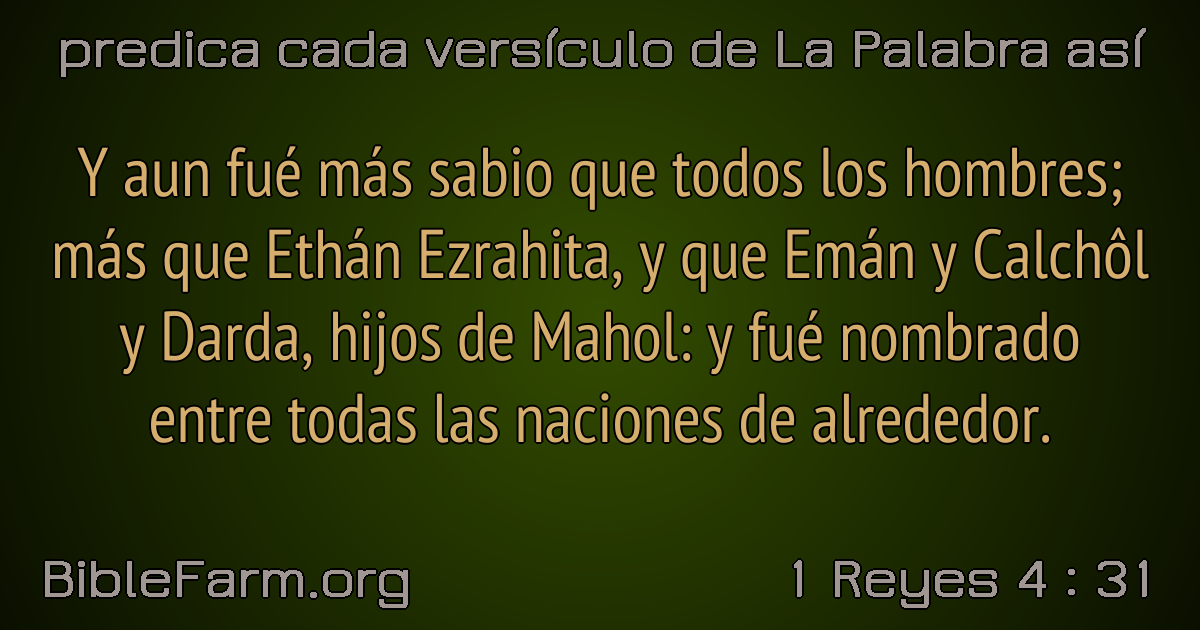 predica cada versículo de La Palabra así
Y aun fué más sabio que todos los hombres;
más que Ethán Ezrahita, y que Emán y Calchôl
y Darda, hijos de Mahol: y fué nombrado
entre todas las naciones de alrededor.
BibleFarm.org
1 Reyes 4 : 31